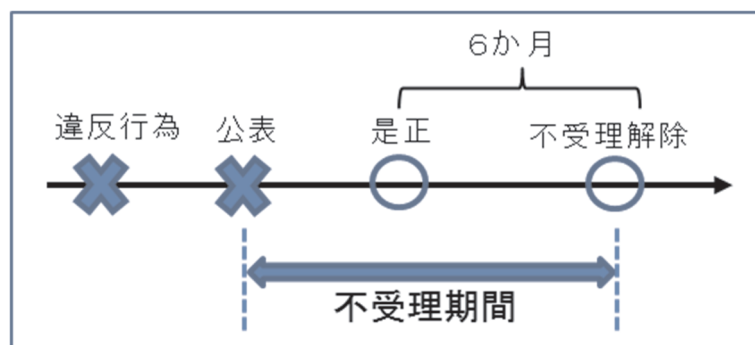 6か月
違反行為
公表
是正
不受理解除
不受理期間